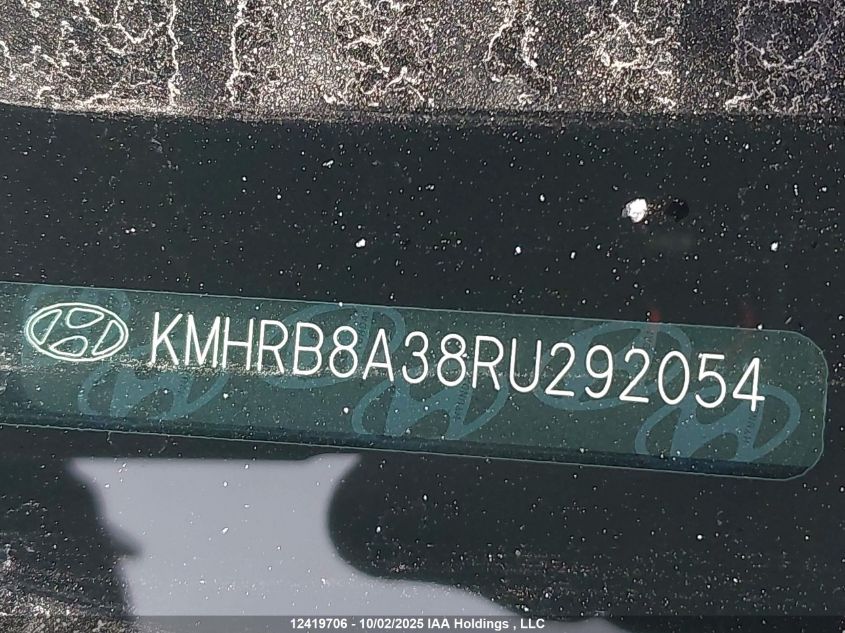 KMHRB8A38RU292054
12419706 - 10/02/2025 IAA Holdings , LLC